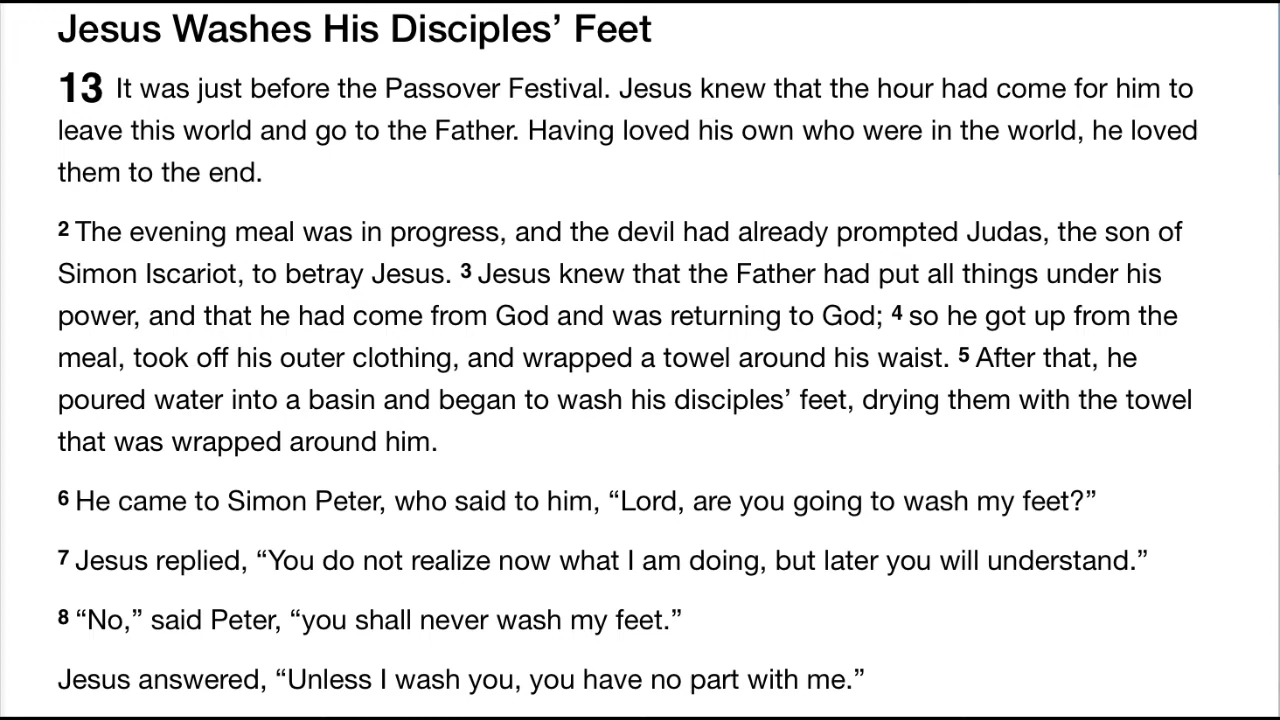 Jesus Washes His Disciples’ Feet
13 It was just before the Passover Festival. Jesus knew that the hour had come for him to
leave this world and go to the Father. Having loved his own who were in the world, he loved
them to the end.
2 The evening meal was in progress, and the devil had already prompted Judas, the son of
Simon Iscariot, to betray Jesus. 3 Jesus knew that the Father had put all things under his
power, and that he had come from God and was returning to God; 4 so he got up from the
meal, took off his outer clothing, and wrapped a towel around his waist. 5 After that, he
poured water into a basin and began to wash his disciples’ feet, drying them with the towel
that was wrapped around him.
6 He came to Simon Peter, who said to him, “Lord, are you going to wash my feet?”
7 Jesus replied, “You do not realize now what I am doing, but later you will understand.”
8 “No,” said Peter, “you shall never wash my feet.”
Jesus answered, “Unless I wash you, you have no part with me.”